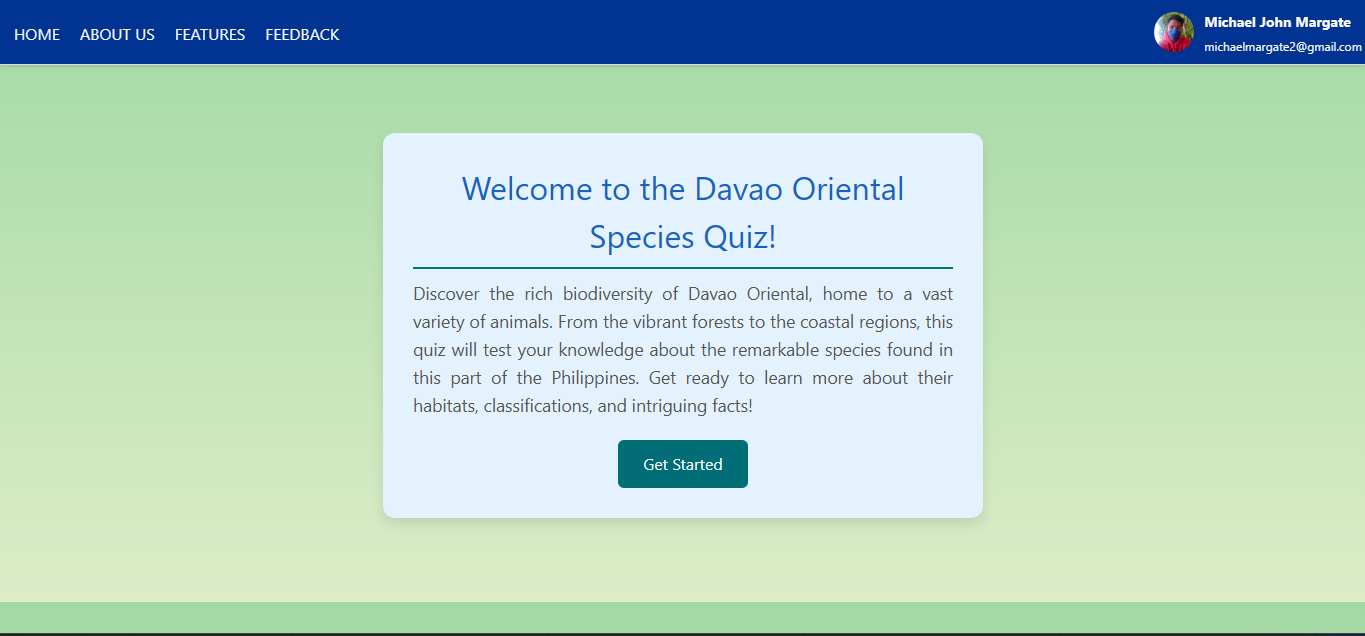 HOME ABOUT US FEATURES FEEDBACK
Michael John Margate
michaelmargate2@gmail.com
Welcome to the Davao Oriental
Species Quiz!
Discover the rich biodiversity of Davao Oriental, home to a vast
variety of animals. From the vibrant forests to the coastal regions, this
quiz will test your knowledge about the remarkable species found in
this part of the Philippines. Get ready to learn more about their
habitats, classifications, and intriguing facts!
Get Started